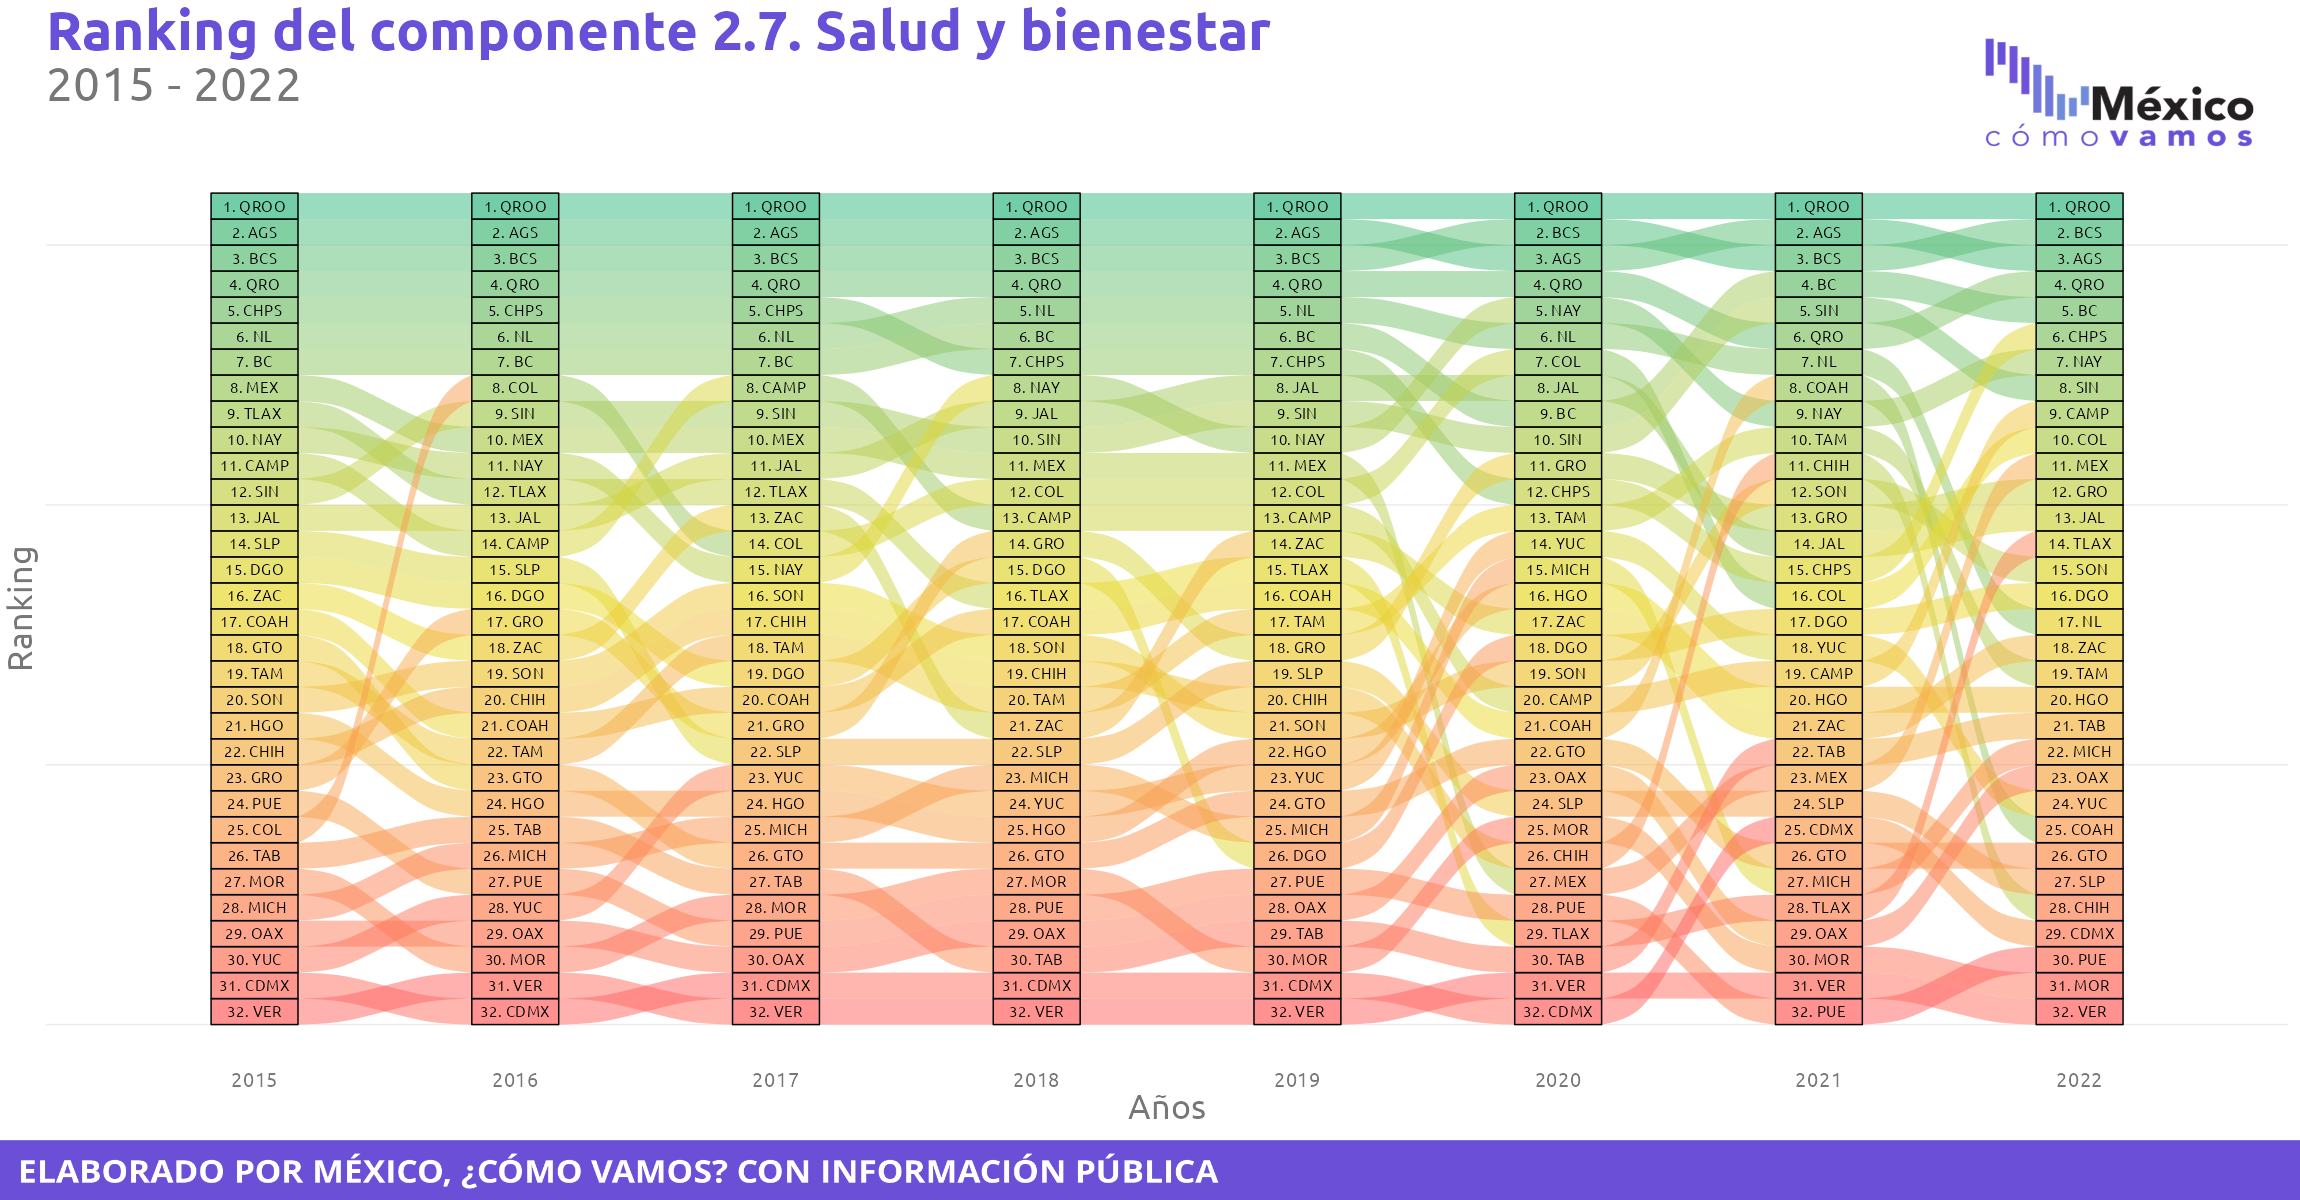 Ranking del componente 2.7. Salud y bienestar
2015 - 2022
México
cómovamos
Ranking
1. QROO 1. QROO 1. QROO 1. QROO 1. QROO 1. QROO 1. QROO 1. QROO
2. AGS 2. AGS 2. AGS 2. AGS 2. AGS 2. BCS 2. AGS 2. BCS
3. BCS 3. BCS 3. BCS 3. BCS 3. BCS 3. AGS 3. BCS 3. AGS
4. QRO 4. QRO 4. QRO 4. QRO 4. QRO 4. QRO 4. BC 4. QRO
5. CHPS 5. CHPS 5. CHPS 5. NL 5. NL 5. NAY 5. SIN 5. BC
6. NL 6. NL 6. NL 6. BC 6. BC 6. NL 6. QRO 6. CHPS
7. BC 7. BC 7. BC 7. CHPS 7. CHPS 7. COL 7. NL 7. NAY
8. MEX 8. COL 8. CAMP 8. NAY 8. JAL 8. JAL 8. COAH 8. SIN
9. TLAX 9. SIN 9. SIN 9. JAL 9. SIN 9. BC 9. NAY 9. CAMP
10. NAY 10. MEX 10. MEX 10. SIN 10. NAY 10. SIN 10. TAM 10. COL
11. CAMP 11. NAY 11. JAL 11. MEX 11. MEX 11. GRO 11. CHIH 11. MEX
12. SIN 12. TLAX 12. TLAX 12. COL 12. COL 12. CHPS 12. SON 12. GRO
13. JAL 13. JAL 13. ZAC 13. CAMP 13. CAMP 13. TAM 13. GRO 13. JAL
14. SLP 14. CAMP 14. COL 14. GRO 14. ZAC 14. YUC 14. JAL 14. TLAX
15. DGO 15. SLP 15. NAY 15. DGO 15. TLAX 15. MICH 15. CHPS 15. SON
16. ZAC 16. DGO 16. SON 16. TLAX 16. COAH 16. HGO 16. COL 16. DGO
17. COAH 17. GRO 17. CHIH 17. COAH 17. TAM 17. ZAC 17. DGO 17. NL
18. GTO 18. ZAC 18. TAM 18. SON 18. GRO 18. DGO 18. YUC 18. ZAC
19. TAM 19. SON 19. DGO 19. CHIH 19. SLP 19. SON 19. CAMP 19. TAM
20. SON 20. CHIH 20. COAH 20. TAM 20. CHIH 20. CAMP 20. HGO 20. HGO
21. HGO 21. COAH 21. GRO 21. ZAC 21. SON 21. COAH 21. ZAC 21. TAB
22. CHIH 22. TAM 22. SLP 22. SLP 22. HGO 22. GTO 22. TAB 22. MICH
23. GRO 23. GTO 23. YUC 23. MICH 23. YUC 23. OAX 23. MEX 23. OAX
24. PUE 24. HGO 24. HGO 24. YUC 24. GTO 24. SLP 24. SLP 24. YUC
25. COL 25. TAB 25. MICH 25. HGO 25. MICH 25. MOR 25. CDMX 25. COAH
26. TAB 26. MICH 26. GTO 26. GTO 26. DGO 26. CHIH 26. GTO 26. GTO
27. MOR 27. PUE 27. TAB 27. MOR 27. PUE 27. MEX 27. MICH 27. SLP
28. MICH 28. YUC 28. MOR 28. PUE 28. OAX 28. PUE 28. TLAX 28. CHIH
29. OAX 29. OAX 29. PUE 29. OAX 29. TAB 29. TLAX 29. OAX 29. CDMX
30. YUC 30. MOR 30. OAX 30. TAB 30. MOR 30. TAB 30. MOR 30. PUE
31. CDMX 31. VER 31. CDMX 31. CDMX 31. CDMX 31. VER 31. VER 31. MOR
32. VER 32. CDMX 32. VER 32. VER 32. VER 32. CDMX 32. PUE 32. VER
2015 2016 2017 2018 2019 2020 2021 2022
Años
ELABORADO POR MÉXICO, ¿CÓMO VAMOS? CON INFORMACIÓN PÚBLICA